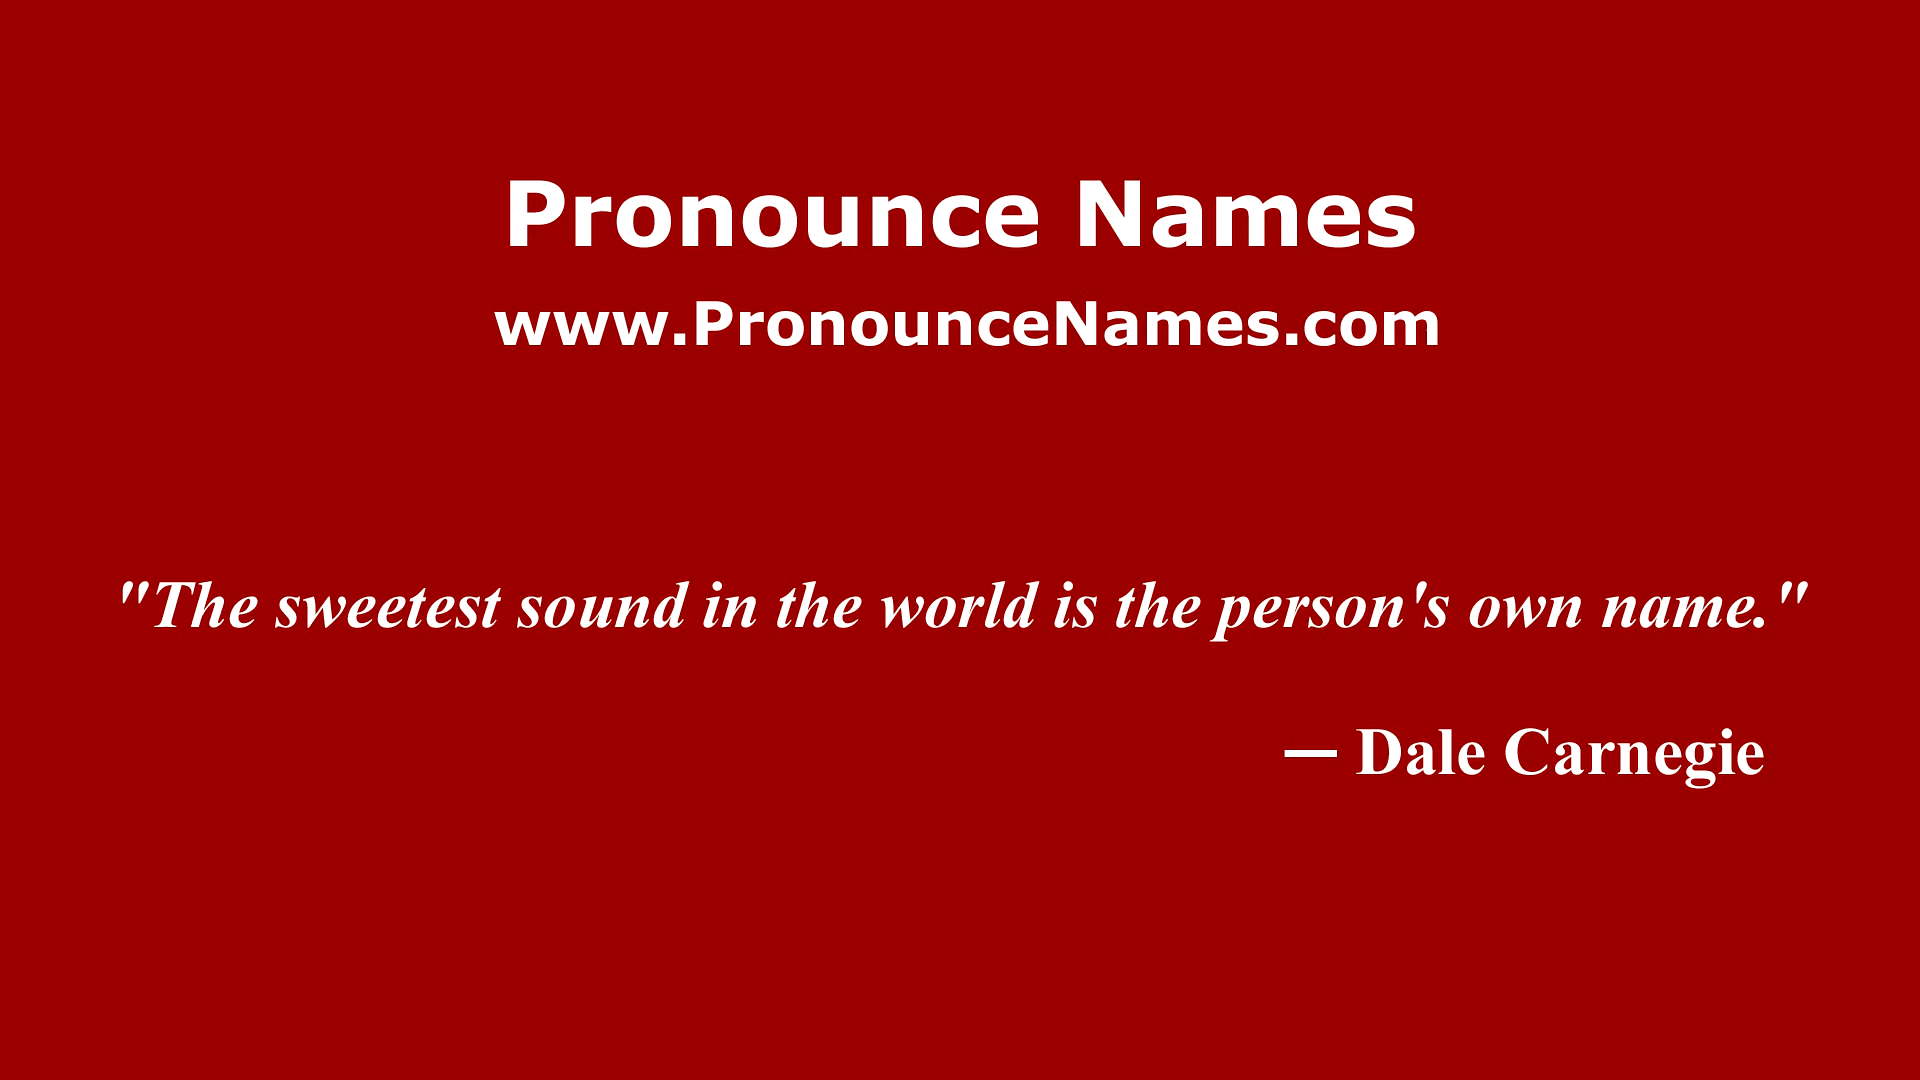 Pronounce Names
www.PronounceNames.com
"The sweetest sound in the world is the person's own name."
— Dale Carnegie